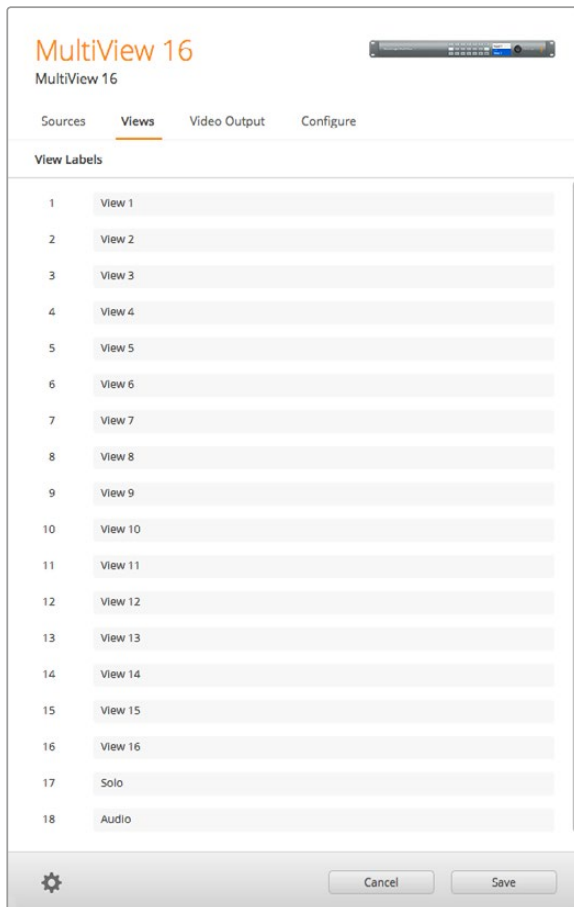 MultiView 16
MultiView 16
Sources Views Video Output Configure
View Labels
1 View 1
2 View 2
3 View 3
4 View 4
5 View 5
6 View 6
7 View 7
8 View 8
9 View 9
10 View 10
11 View 11
12 View 12
13 View 13
14 View 14
15 View 15
16 View 16
17 Solo
18 Audio
Cancel Save